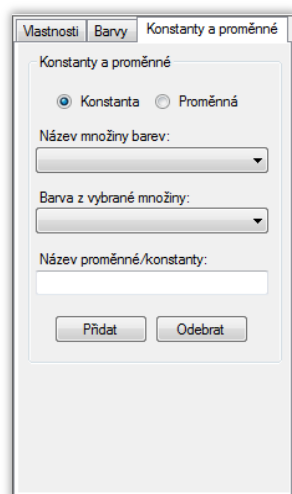 Vlastnosti Barvy Konstanty a proměnné
Konstanty a proměnné
Konstanta Proměnná
Název množiny barev:
Barva z vybrané množiny:
Název proměnné/konstanty:
Přidat Odebrat